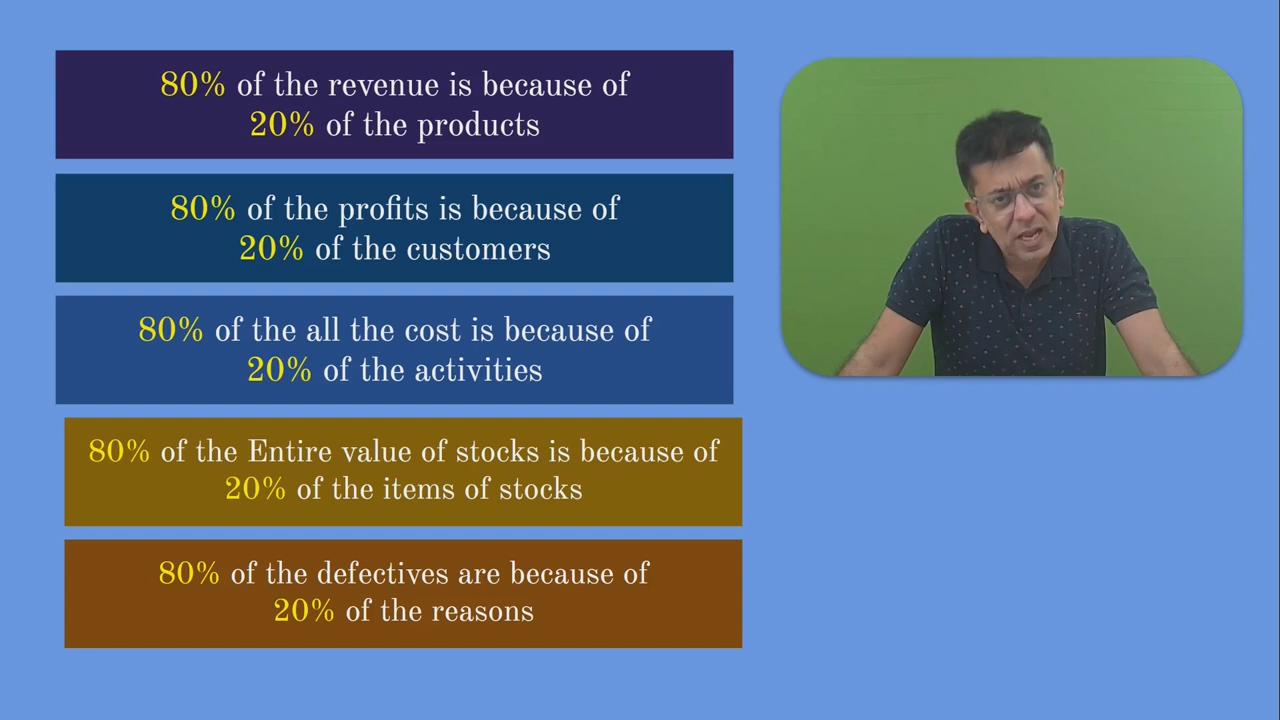 80% of the revenue is because of
20% of the products
80% of the profits is because of
20% of the customers
80% of the all the cost is because of
20% of the activities
80% of the Entire value of stocks is because of
20% of the items of stocks
80% of the defectives are because of
20% of the reasons